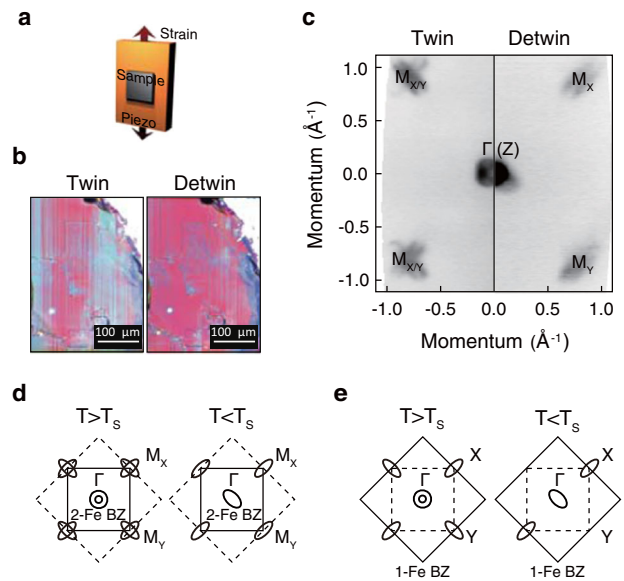 a
Strain
Sample
Piezo
b
Twin Detwin
100 μm 100 μm
c
Twin Detwin
M_X/Y M_X
Γ (Z)
M_X/Y M_Y
1.0
0.5
0.0
-0.5
-1.0
Momentum (Å⁻¹)
-1.0 -0.5 0.0 0.5 1.0
Momentum (Å⁻¹)
d
T>T_S T<T_S
M_X M_X
Γ Γ
2-Fe BZ 2-Fe BZ
M_Y M_Y
e
T>T_S T<T_S
X X
Γ Γ
Y Y
1-Fe BZ 1-Fe BZ